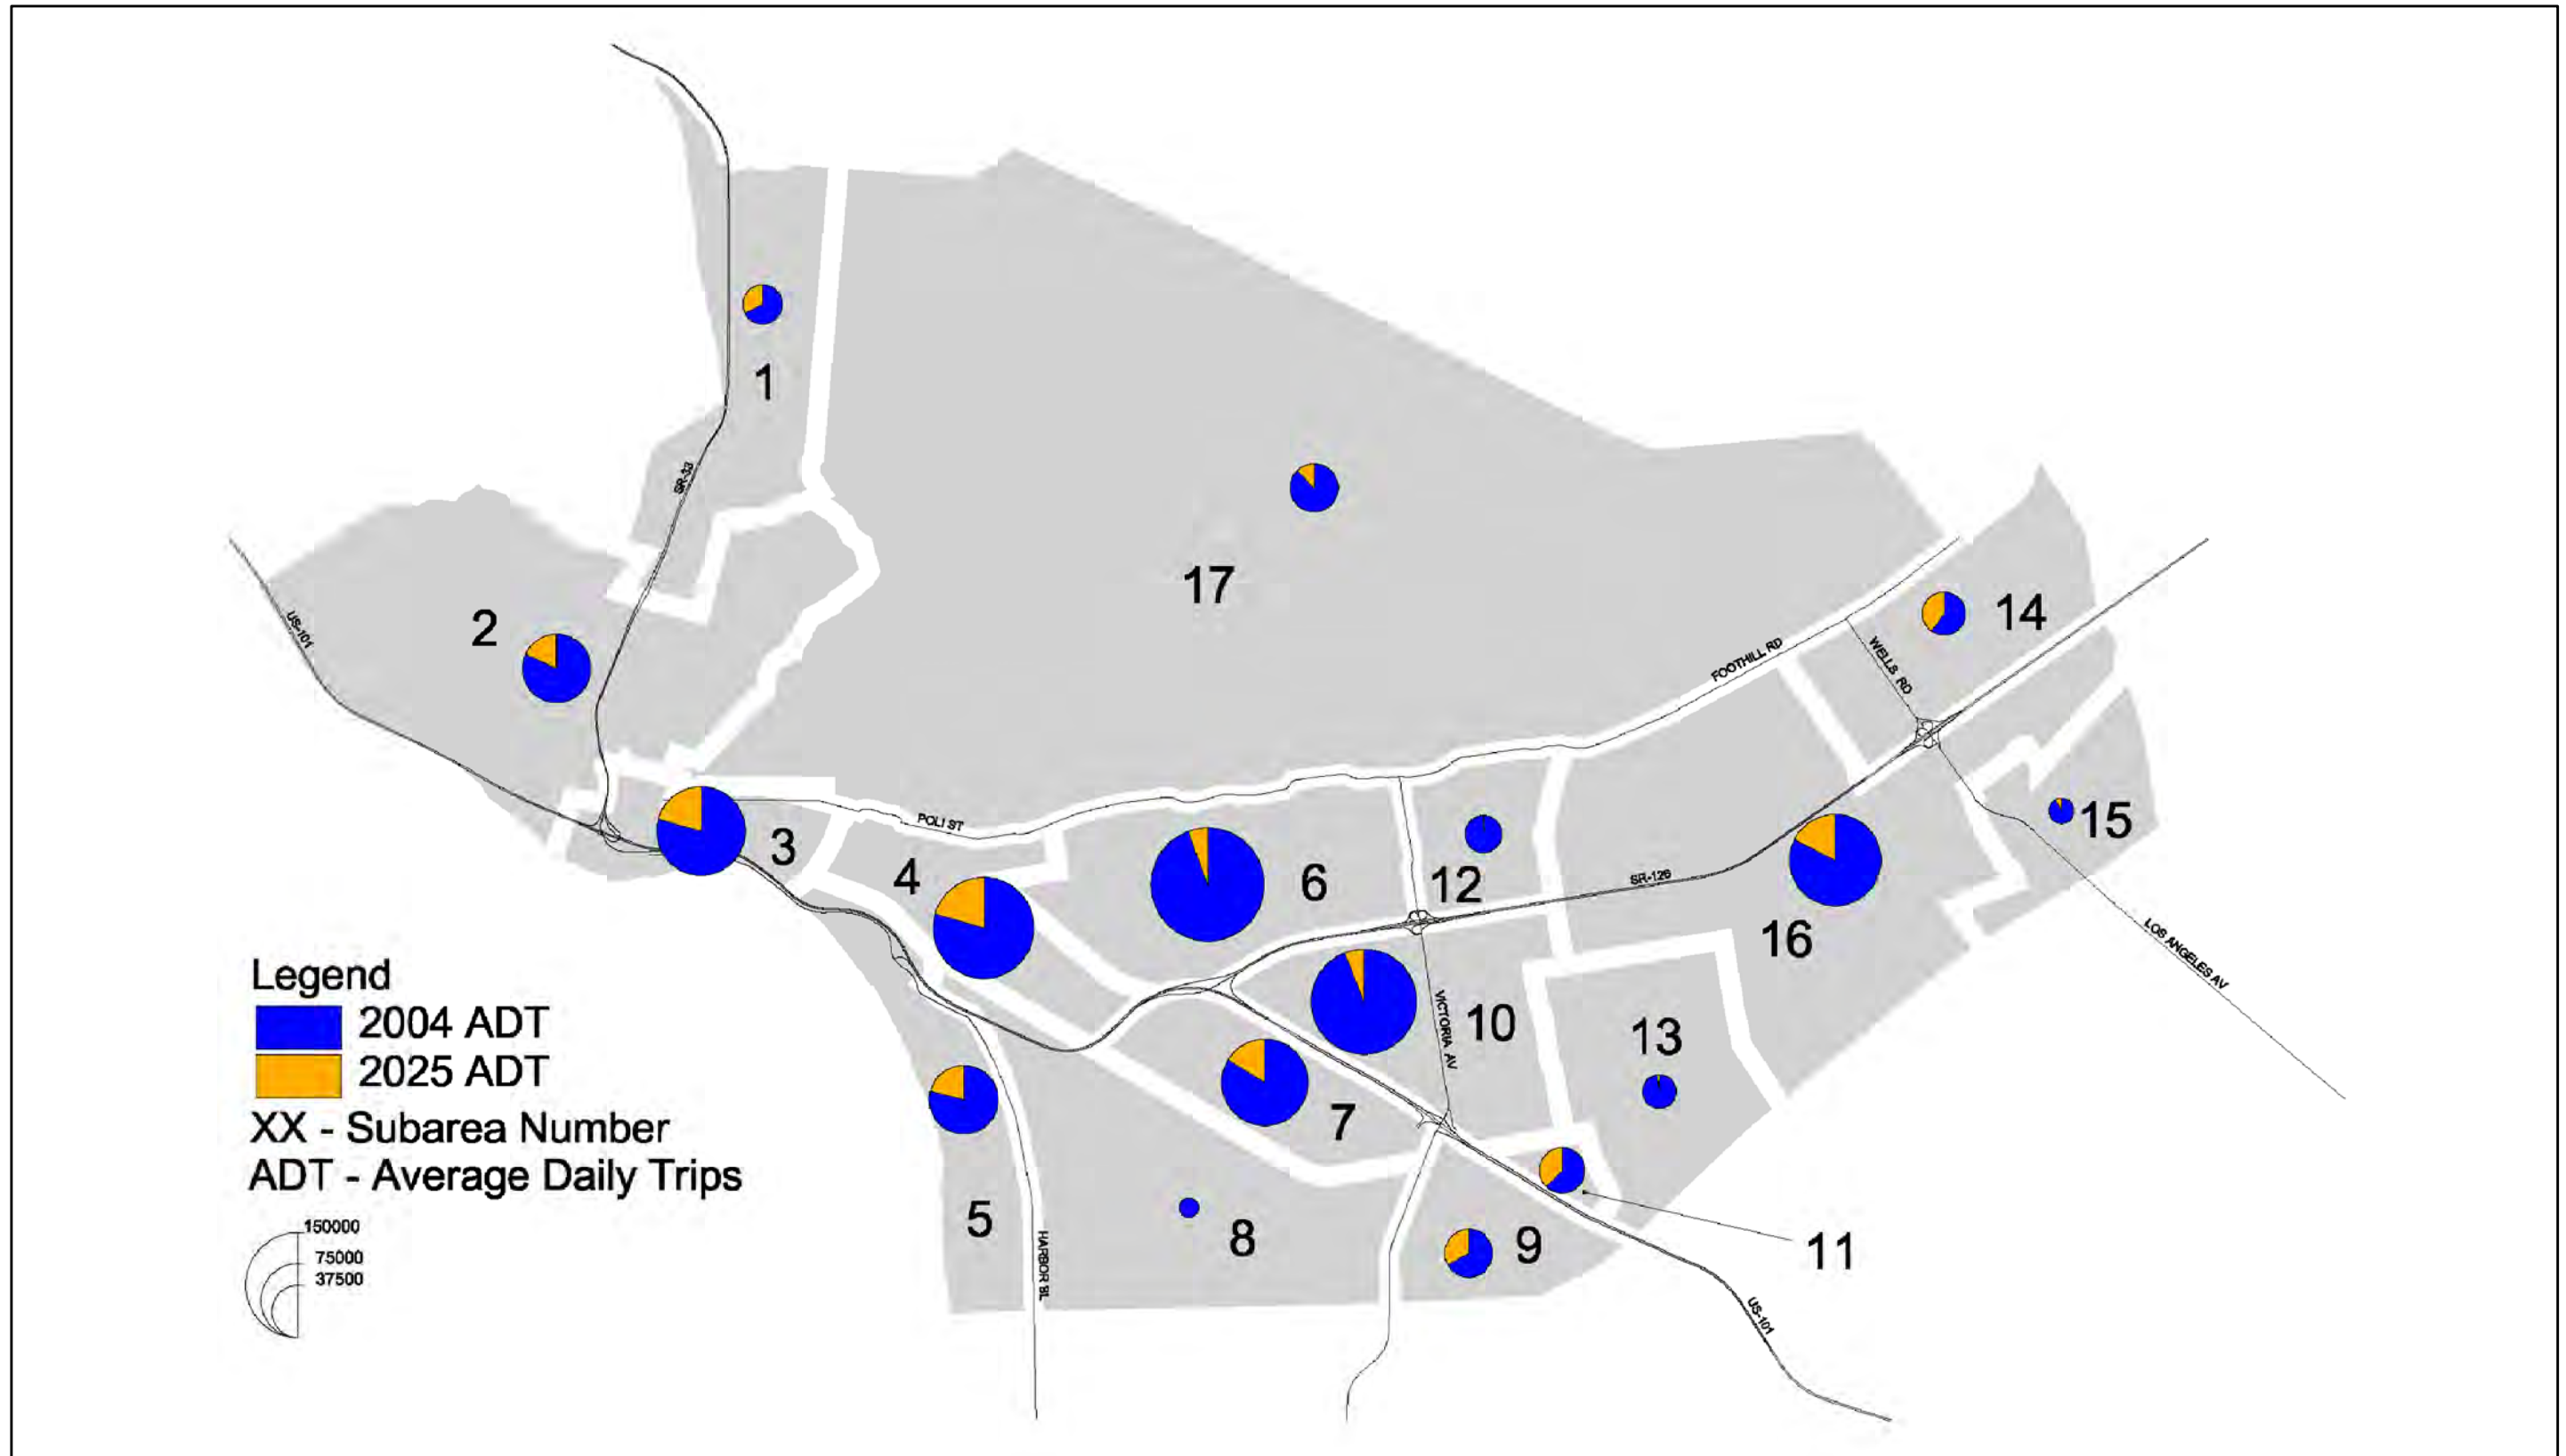 1
SR-33
17
2
US-101
14
FOOTHILL RD
WELLS RD
3
POLI ST
4
6
12
SR-126
15
16
LOS ANGELES AV
Legend
2004 ADT
2025 ADT
XX - Subarea Number
ADT - Average Daily Trips
150000
75000
37500
VICTORIA AV
10
13
7
5
HARBOR BL
8
9
11
US-101